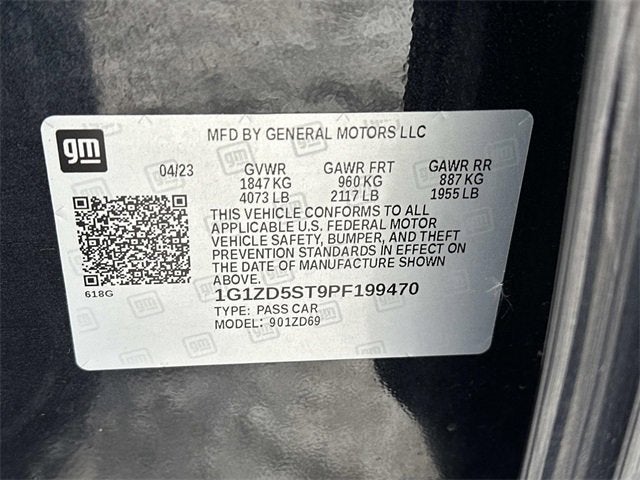 gm
MFD BY GENERAL MOTORS LLC
04/23 GVWR GAWR FRT GAWR RR
1847 KG 960 KG 887 KG
4073 LB 2117 LB 1955 LB
THIS VEHICLE CONFORMS TO ALL
APPLICABLE U.S. FEDERAL MOTOR
VEHICLE SAFETY, BUMPER, AND THEFT
PREVENTION STANDARDS IN EFFECT ON
THE DATE OF MANUFACTURE SHOWN
ABOVE.
618G
1G1ZD5ST9PF199470
TYPE: PASS CAR
MODEL: 901ZD69